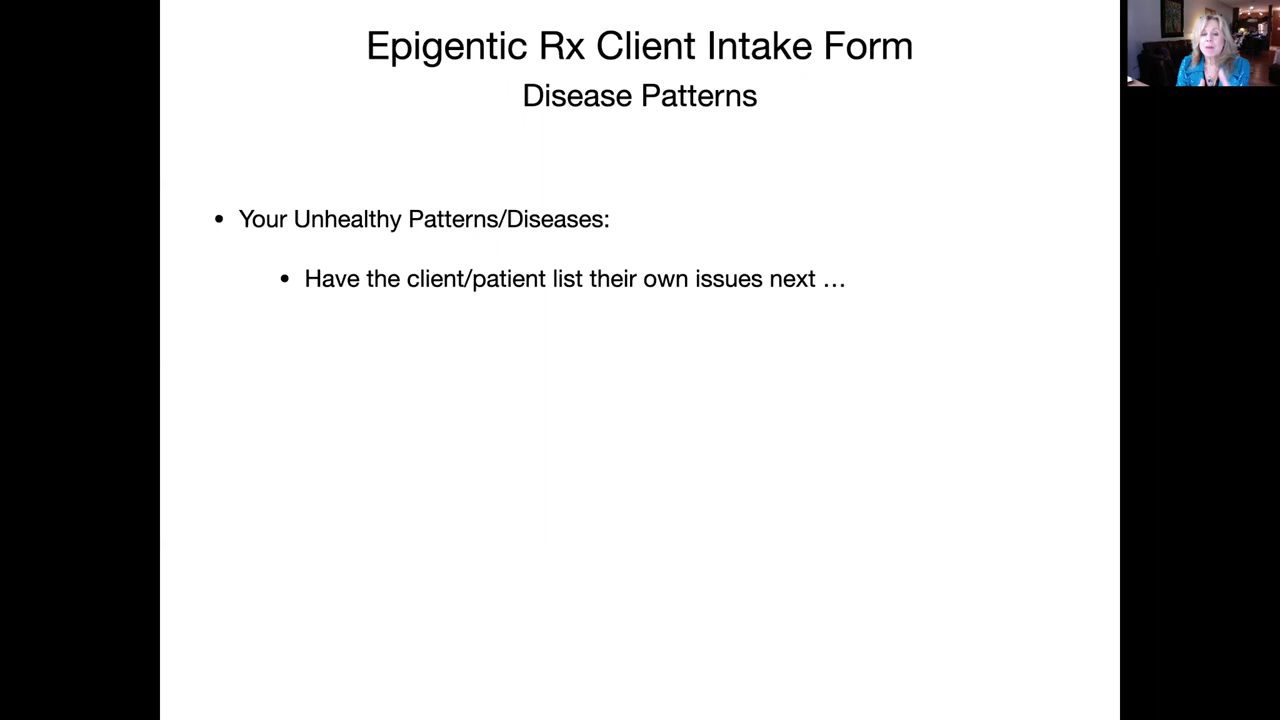 Epigentic Rx Client Intake Form
Disease Patterns
• Your Unhealthy Patterns/Diseases:
• Have the client/patient list their own issues next …